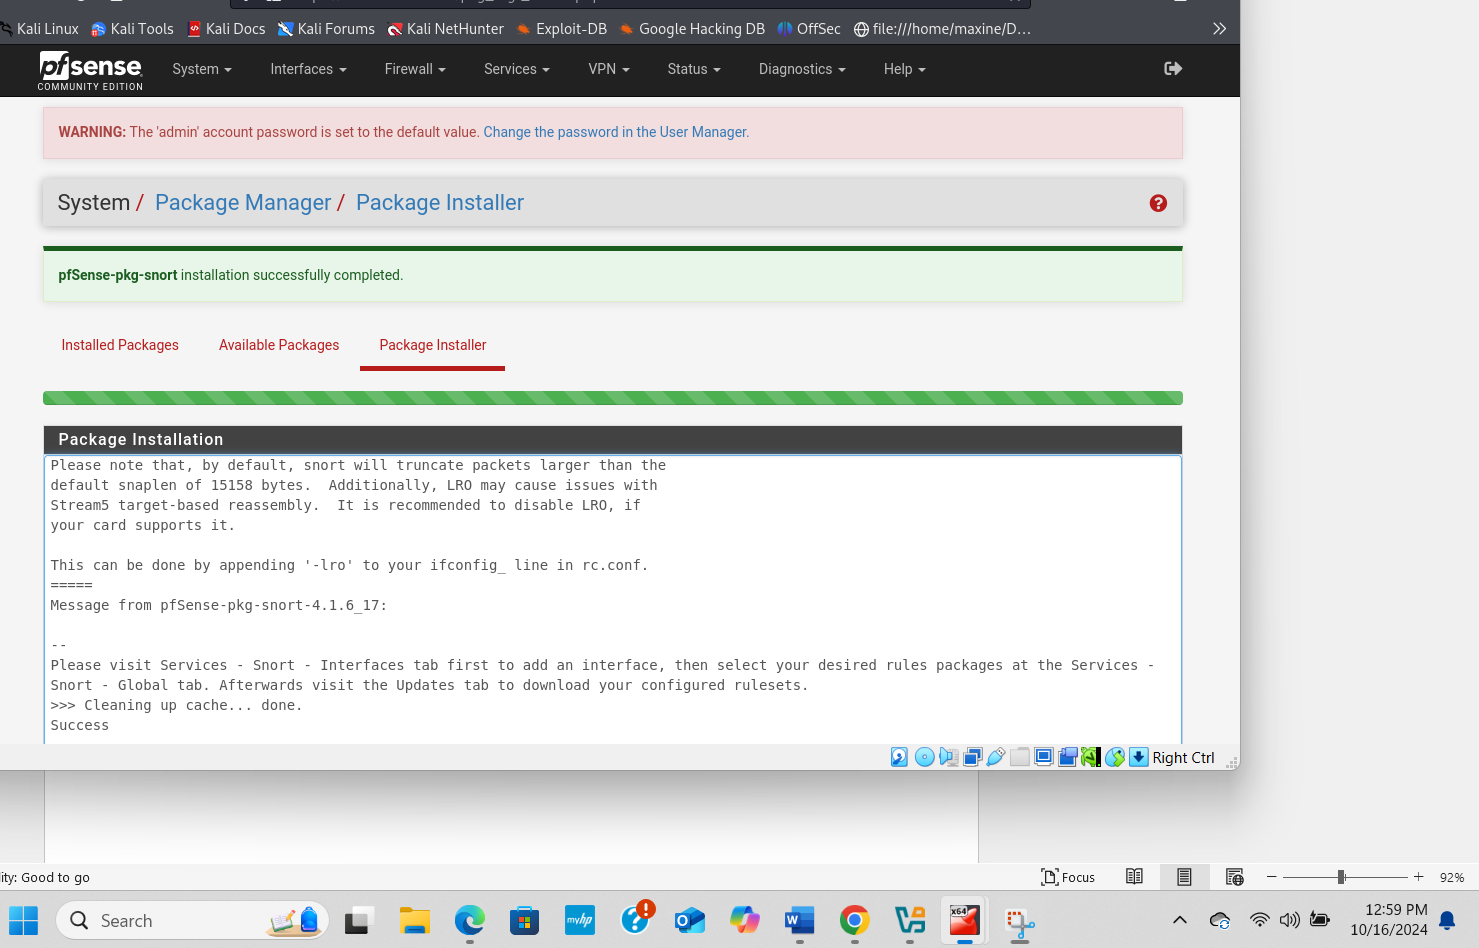 Kali Linux Kali Tools Kali Docs Kali Forums Kali NetHunter Exploit-DB Google Hacking DB OffSec file:///home/maxine/D...
pfsense
COMMUNITY EDITION
System Interfaces Firewall Services VPN Status Diagnostics Help
WARNING: The 'admin' account password is set to the default value. Change the password in the User Manager.
System / Package Manager / Package Installer
pfSense-pkg-snort installation successfully completed.
Installed Packages Available Packages Package Installer
Package Installation
Please note that, by default, snort will truncate packets larger than the
default snaplen of 15158 bytes.  Additionally, LRO may cause issues with
Stream5 target-based reassembly.  It is recommended to disable LRO, if
your card supports it.
This can be done by appending '-lro' to your ifconfig_ line in rc.conf.
=====
Message from pfSense-pkg-snort-4.1.6_17:
--
Please visit Services - Snort - Interfaces tab first to add an interface, then select your desired rules packages at the Services -
Snort - Global tab. Afterwards visit the Updates tab to download your configured rulesets.
>>> Cleaning up cache... done.
Success
Right Ctrl
ity: Good to go
Focus
92%
Search
myhp
x64
12:59 PM
10/16/2024